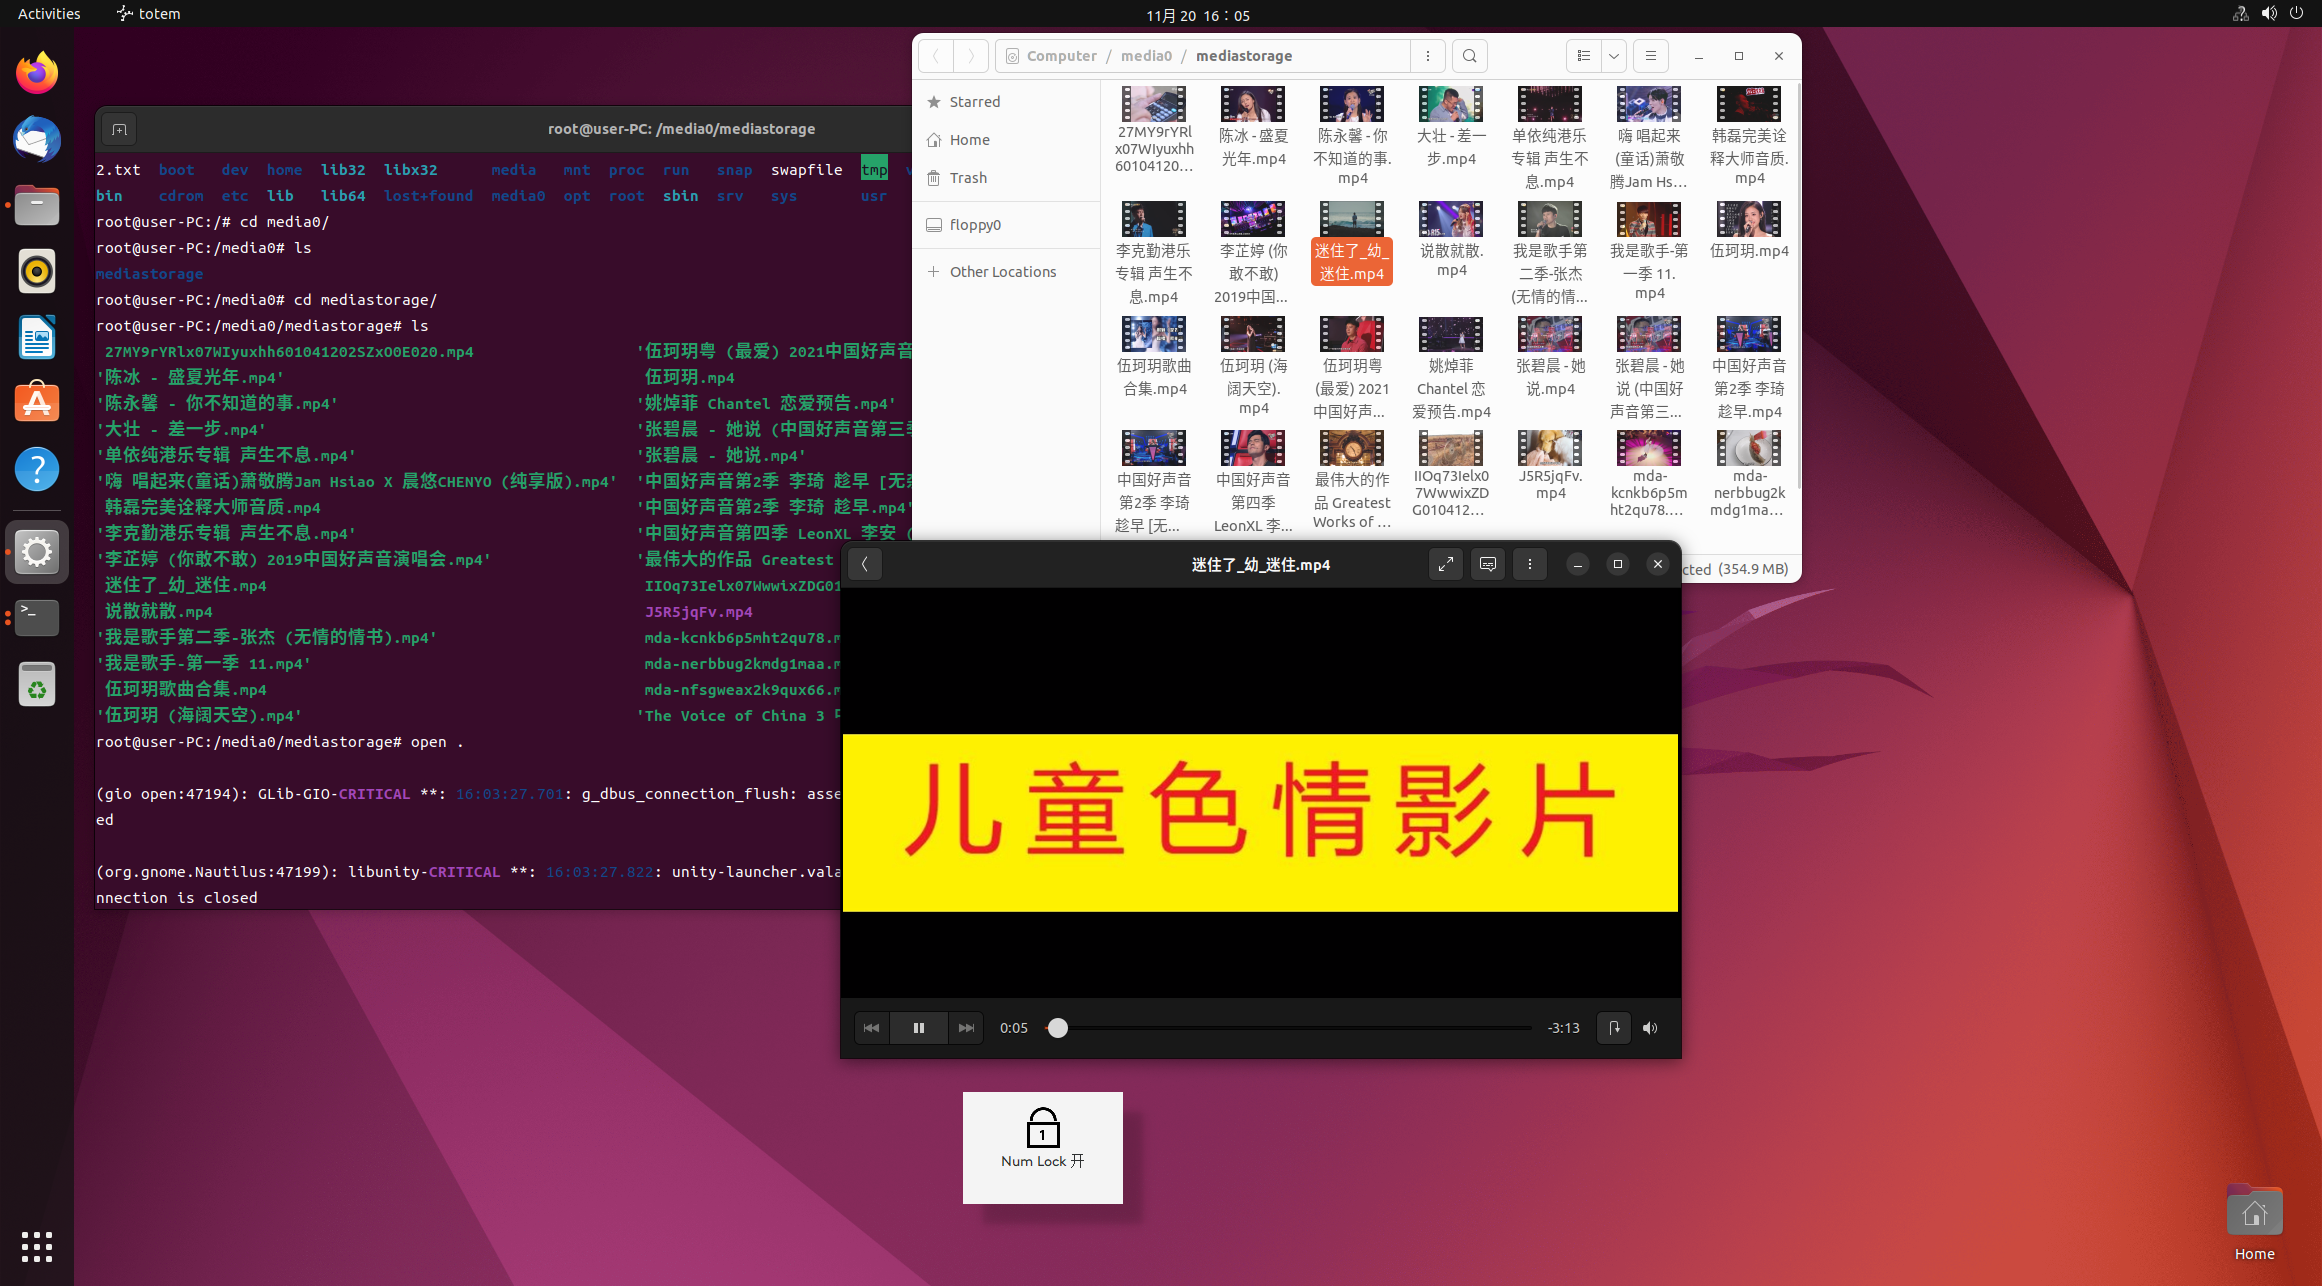 Activities
totem
11月 20 16：05
root@user-PC: /media0/mediastorage
2.txt boot dev home lib32 libx32 media mnt proc run snap swapfile tmp v
bin cdrom etc lib lib64 lost+found media0 opt root sbin srv sys usr
root@user-PC:/# cd media0/
root@user-PC:/media0# ls
mediastorage
root@user-PC:/media0# cd mediastorage/
root@user-PC:/media0/mediastorage# ls
27MY9rYRlx07WIyuxhh601041202SZxO0E020.mp4 '伍珂玥粤 (最爱) 2021中国好声音
'陈冰 - 盛夏光年.mp4' 伍珂玥.mp4
'陈永馨 - 你不知道的事.mp4' '姚焯菲 Chantel 恋爱预告.mp4'
'大壮 - 差一步.mp4' '张碧晨 - 她说 (中国好声音第三季
'单依纯港乐专辑 声生不息.mp4' '张碧晨 - 她说.mp4'
'嗨 唱起来(童话)萧敬腾Jam Hsiao X 晨悠CHENYO (纯享版).mp4' '中国好声音第2季 李琦 趁早 [无
韩磊完美诠释大师音质.mp4 '中国好声音第2季 李琦 趁早.mp4'
'李克勤港乐专辑 声生不息.mp4' '中国好声音第四季 LeonXL 李安 (
'李芷婷 (你敢不敢) 2019中国好声音演唱会.mp4' '最伟大的作品 Greatest
迷住了_幼_迷住.mp4 IIOq73Ielx07WwwixZDG01
说散就散.mp4 J5R5jqFv.mp4
'我是歌手第二季-张杰 (无情的情书).mp4' mda-kcnkb6p5mht2qu78.m
'我是歌手-第一季 11.mp4' mda-nerbbug2kmdg1maa.m
伍珂玥歌曲合集.mp4 mda-nfsgweax2k9qux66.m
'伍珂玥 (海阔天空).mp4' 'The Voice of China 3
root@user-PC:/media0/mediastorage# open .
(gio open:47194): GLib-GIO-CRITICAL **: 16:03:27.701: g_dbus_connection_flush: asse
ed
(org.gnome.Nautilus:47199): libunity-CRITICAL **: 16:03:27.822: unity-launcher.vala
nnection is closed
Computer / media0 / mediastorage
Starred
Home
Trash
floppy0
Other Locations
27MY9rYRl
x07WIyuxhh
60104120…
陈冰 - 盛夏
光年.mp4
陈永馨 - 你
不知道的事.
mp4
大壮 - 差一
步.mp4
单依纯港乐
专辑 声生不
息.mp4
嗨 唱起来
(童话)萧敬
腾Jam Hs…
韩磊完美诠
释大师音质.
mp4
李克勤港乐
专辑 声生不
息.mp4
李芷婷 (你
敢不敢)
2019中国…
迷住了_幼_
迷住.mp4
说散就散.
mp4
我是歌手第
二季-张杰
(无情的情…
我是歌手-第
一季 11.
mp4
伍珂玥.mp4
伍珂玥歌曲
合集.mp4
伍珂玥 (海
阔天空).
mp4
伍珂玥粤
(最爱) 2021
中国好声…
姚焯菲
Chantel 恋
爱预告.mp4
张碧晨 - 她
说.mp4
张碧晨 - 她
说 (中国好
声音第三…
中国好声音
第2季 李琦
趁早.mp4
中国好声音
第2季 李琦
趁早 [无…
中国好声音
第四季
LeonXL 李…
最伟大的作
品 Greatest
Works of …
IIOq73Ielx0
7WwwixZD
G010412…
J5R5jqFv.
mp4
mda-
kcnkb6p5m
ht2qu78.…
mda-
nerbbug2k
mdg1ma…
cted (354.9 MB)
迷住了_幼_迷住.mp4
儿童色情影片
0:05
-3:13
1
Num Lock 开
Home